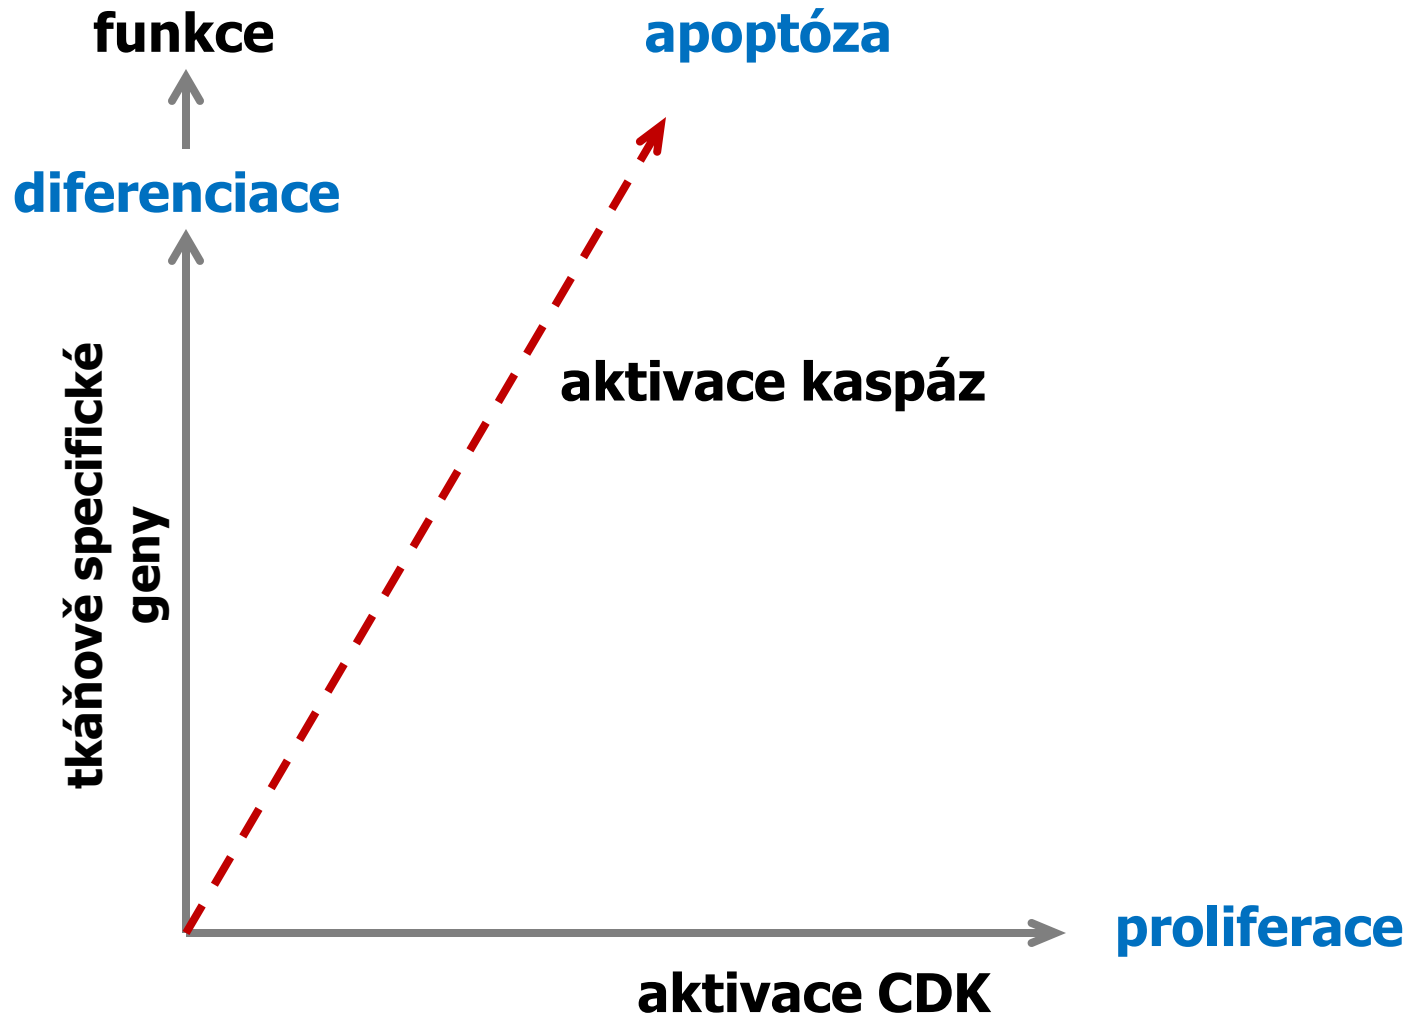 funkce
apoptóza
diferenciace
aktivace kaspáz
tkáňově specifické
geny
proliferace
aktivace CDK